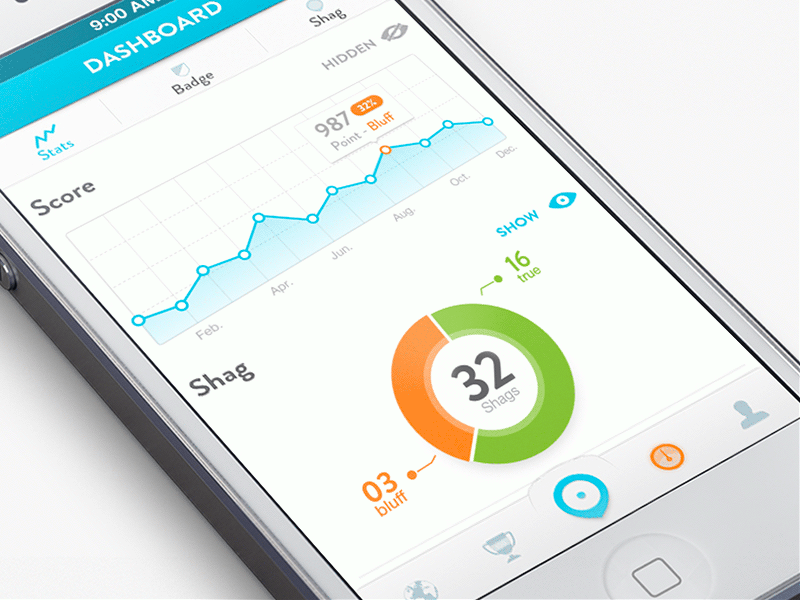 9:00 AM
DASHBOARD
Stats
Badge
Shag
Score
HIDDEN
987 32%
Point - Bluff
Feb.
Apr.
Jun.
Aug.
Oct.
Dec.
Shag
SHOW
16
true
32
Shags
03
bluff